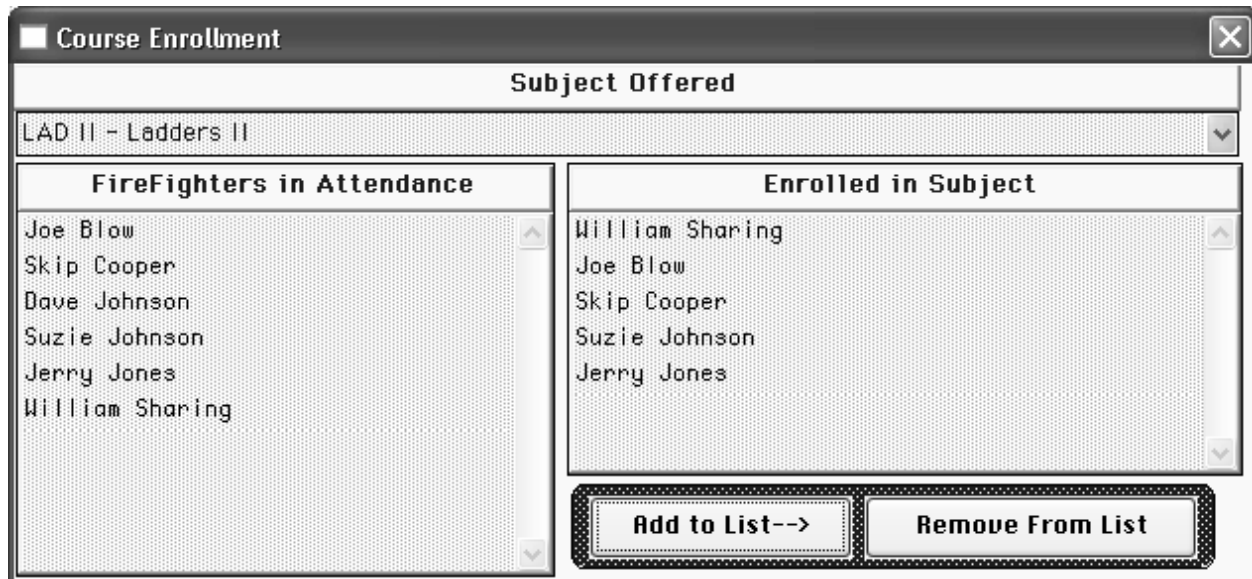 Course Enrollment
Subject Offered
LAD II - Ladders II
FireFighters in Attendance
Joe Blow
Skip Cooper
Dave Johnson
Suzie Johnson
Jerry Jones
William Sharing
Enrolled in Subject
William Sharing
Joe Blow
Skip Cooper
Suzie Johnson
Jerry Jones
Add to List-->
Remove From List